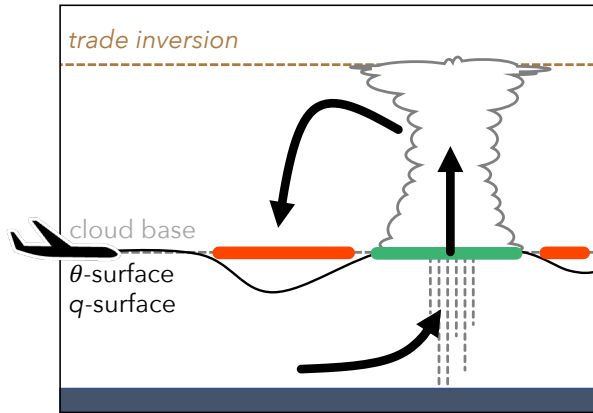 trade inversion
cloud base
θ-surface
q-surface